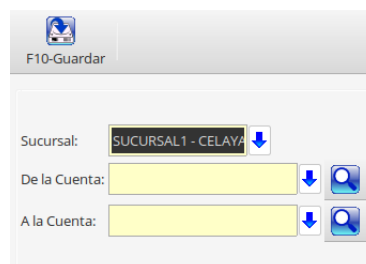 F10-Guardar
Sucursal: SUCURSAL1 - CELAYA
De la Cuenta:
A la Cuenta: